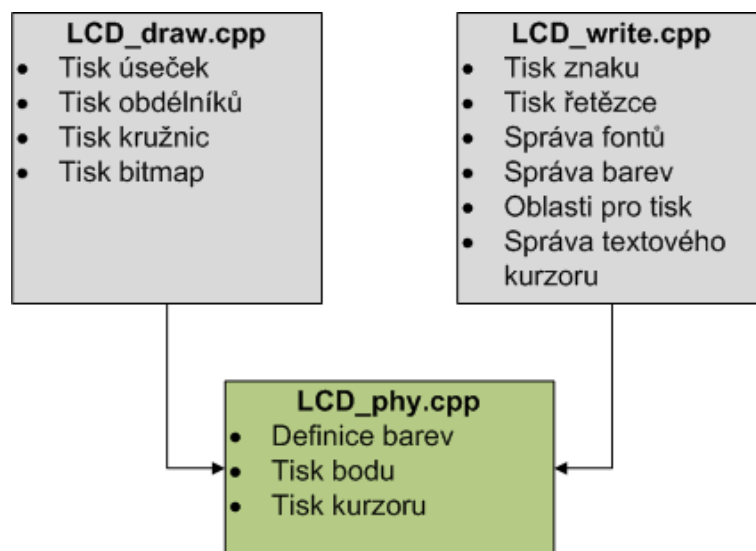 LCD_draw.cpp
• Tisk úseček
• Tisk obdélníků
• Tisk kružnic
• Tisk bitmap
LCD_write.cpp
• Tisk znaku
• Tisk řetězce
• Správa fontů
• Správa barev
• Oblasti pro tisk
• Správa textového
kurzoru
LCD_phy.cpp
• Definice barev
• Tisk bodu
• Tisk kurzoru